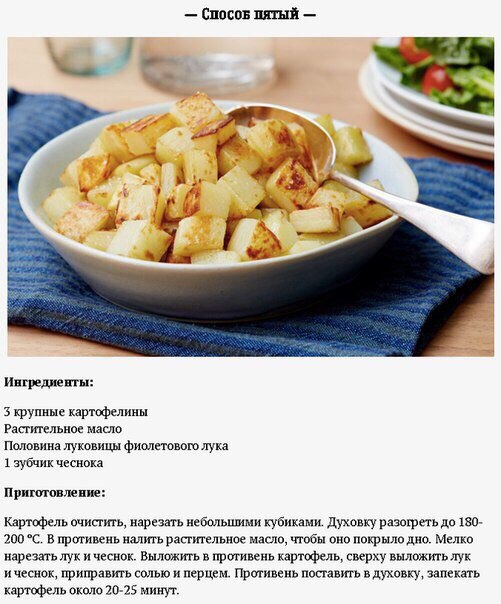 — Способ пятый —
Ингредиенты:
3 крупные картофелины
Растительное масло
Половина луковицы фиолетового лука
1 зубчик чеснока
Приготовление:
Картофель очистить, нарезать небольшими кубиками. Духовку разогреть до 180-
200 °С. В противень налить растительное масло, чтобы оно покрыло дно. Мелко
нарезать лук и чеснок. Выложить в противень картофель, сверху выложить лук
и чеснок, приправить солью и перцем. Противень поставить в духовку, запекать
картофель около 20-25 минут.